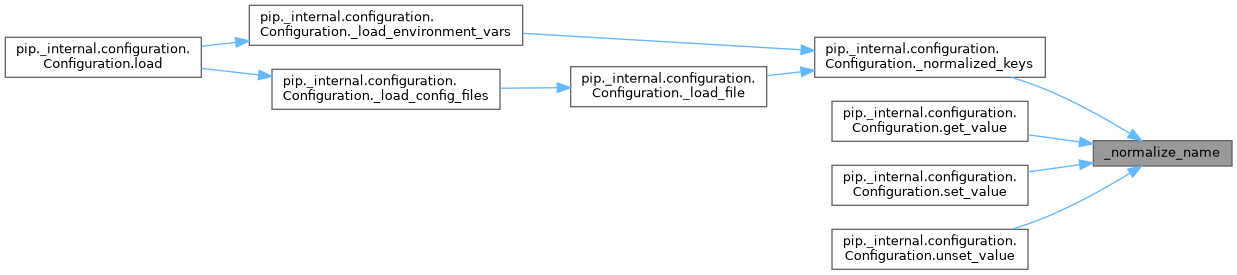 pip._internal.configuration.
Configuration.load
pip._internal.configuration.
Configuration._load_environment_vars
pip._internal.configuration.
Configuration._load_config_files
pip._internal.configuration.
Configuration._load_file
pip._internal.configuration.
Configuration._normalized_keys
pip._internal.configuration.
Configuration.get_value
pip._internal.configuration.
Configuration.set_value
pip._internal.configuration.
Configuration.unset_value
_normalize_name